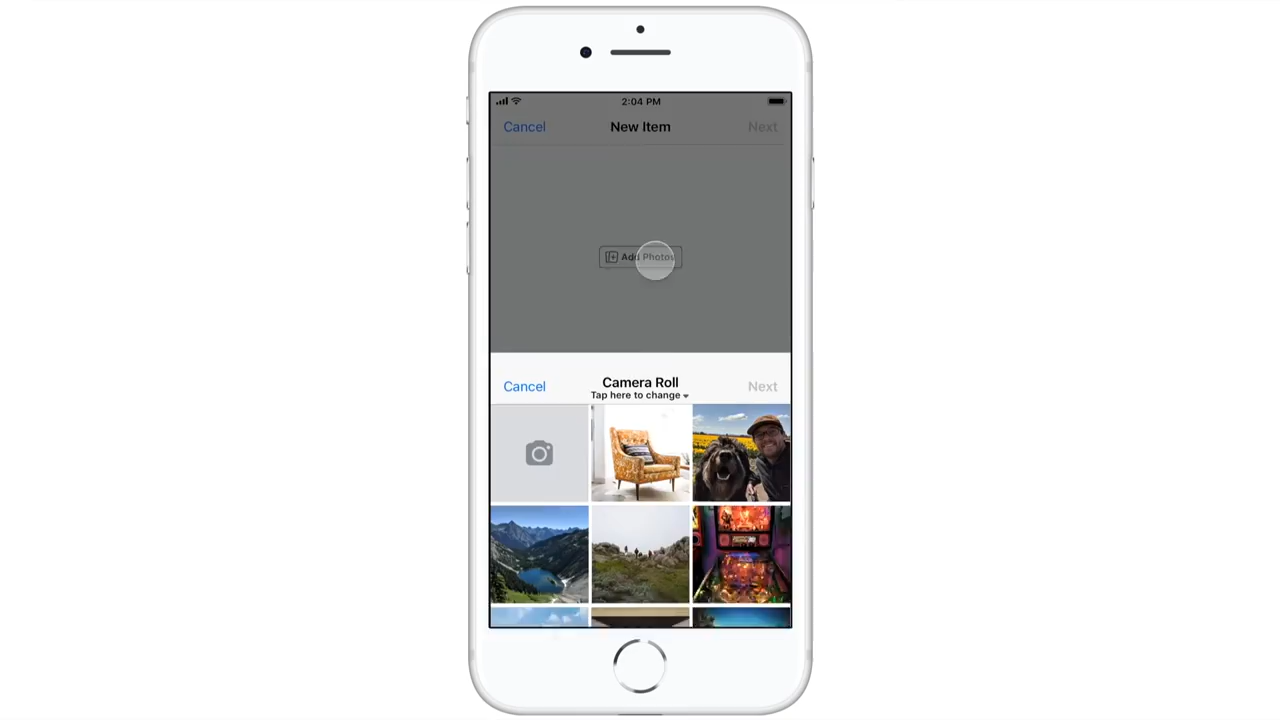 2:04 PM
Cancel New Item Next
Add Photos
Cancel Camera Roll Next
Tap here to change